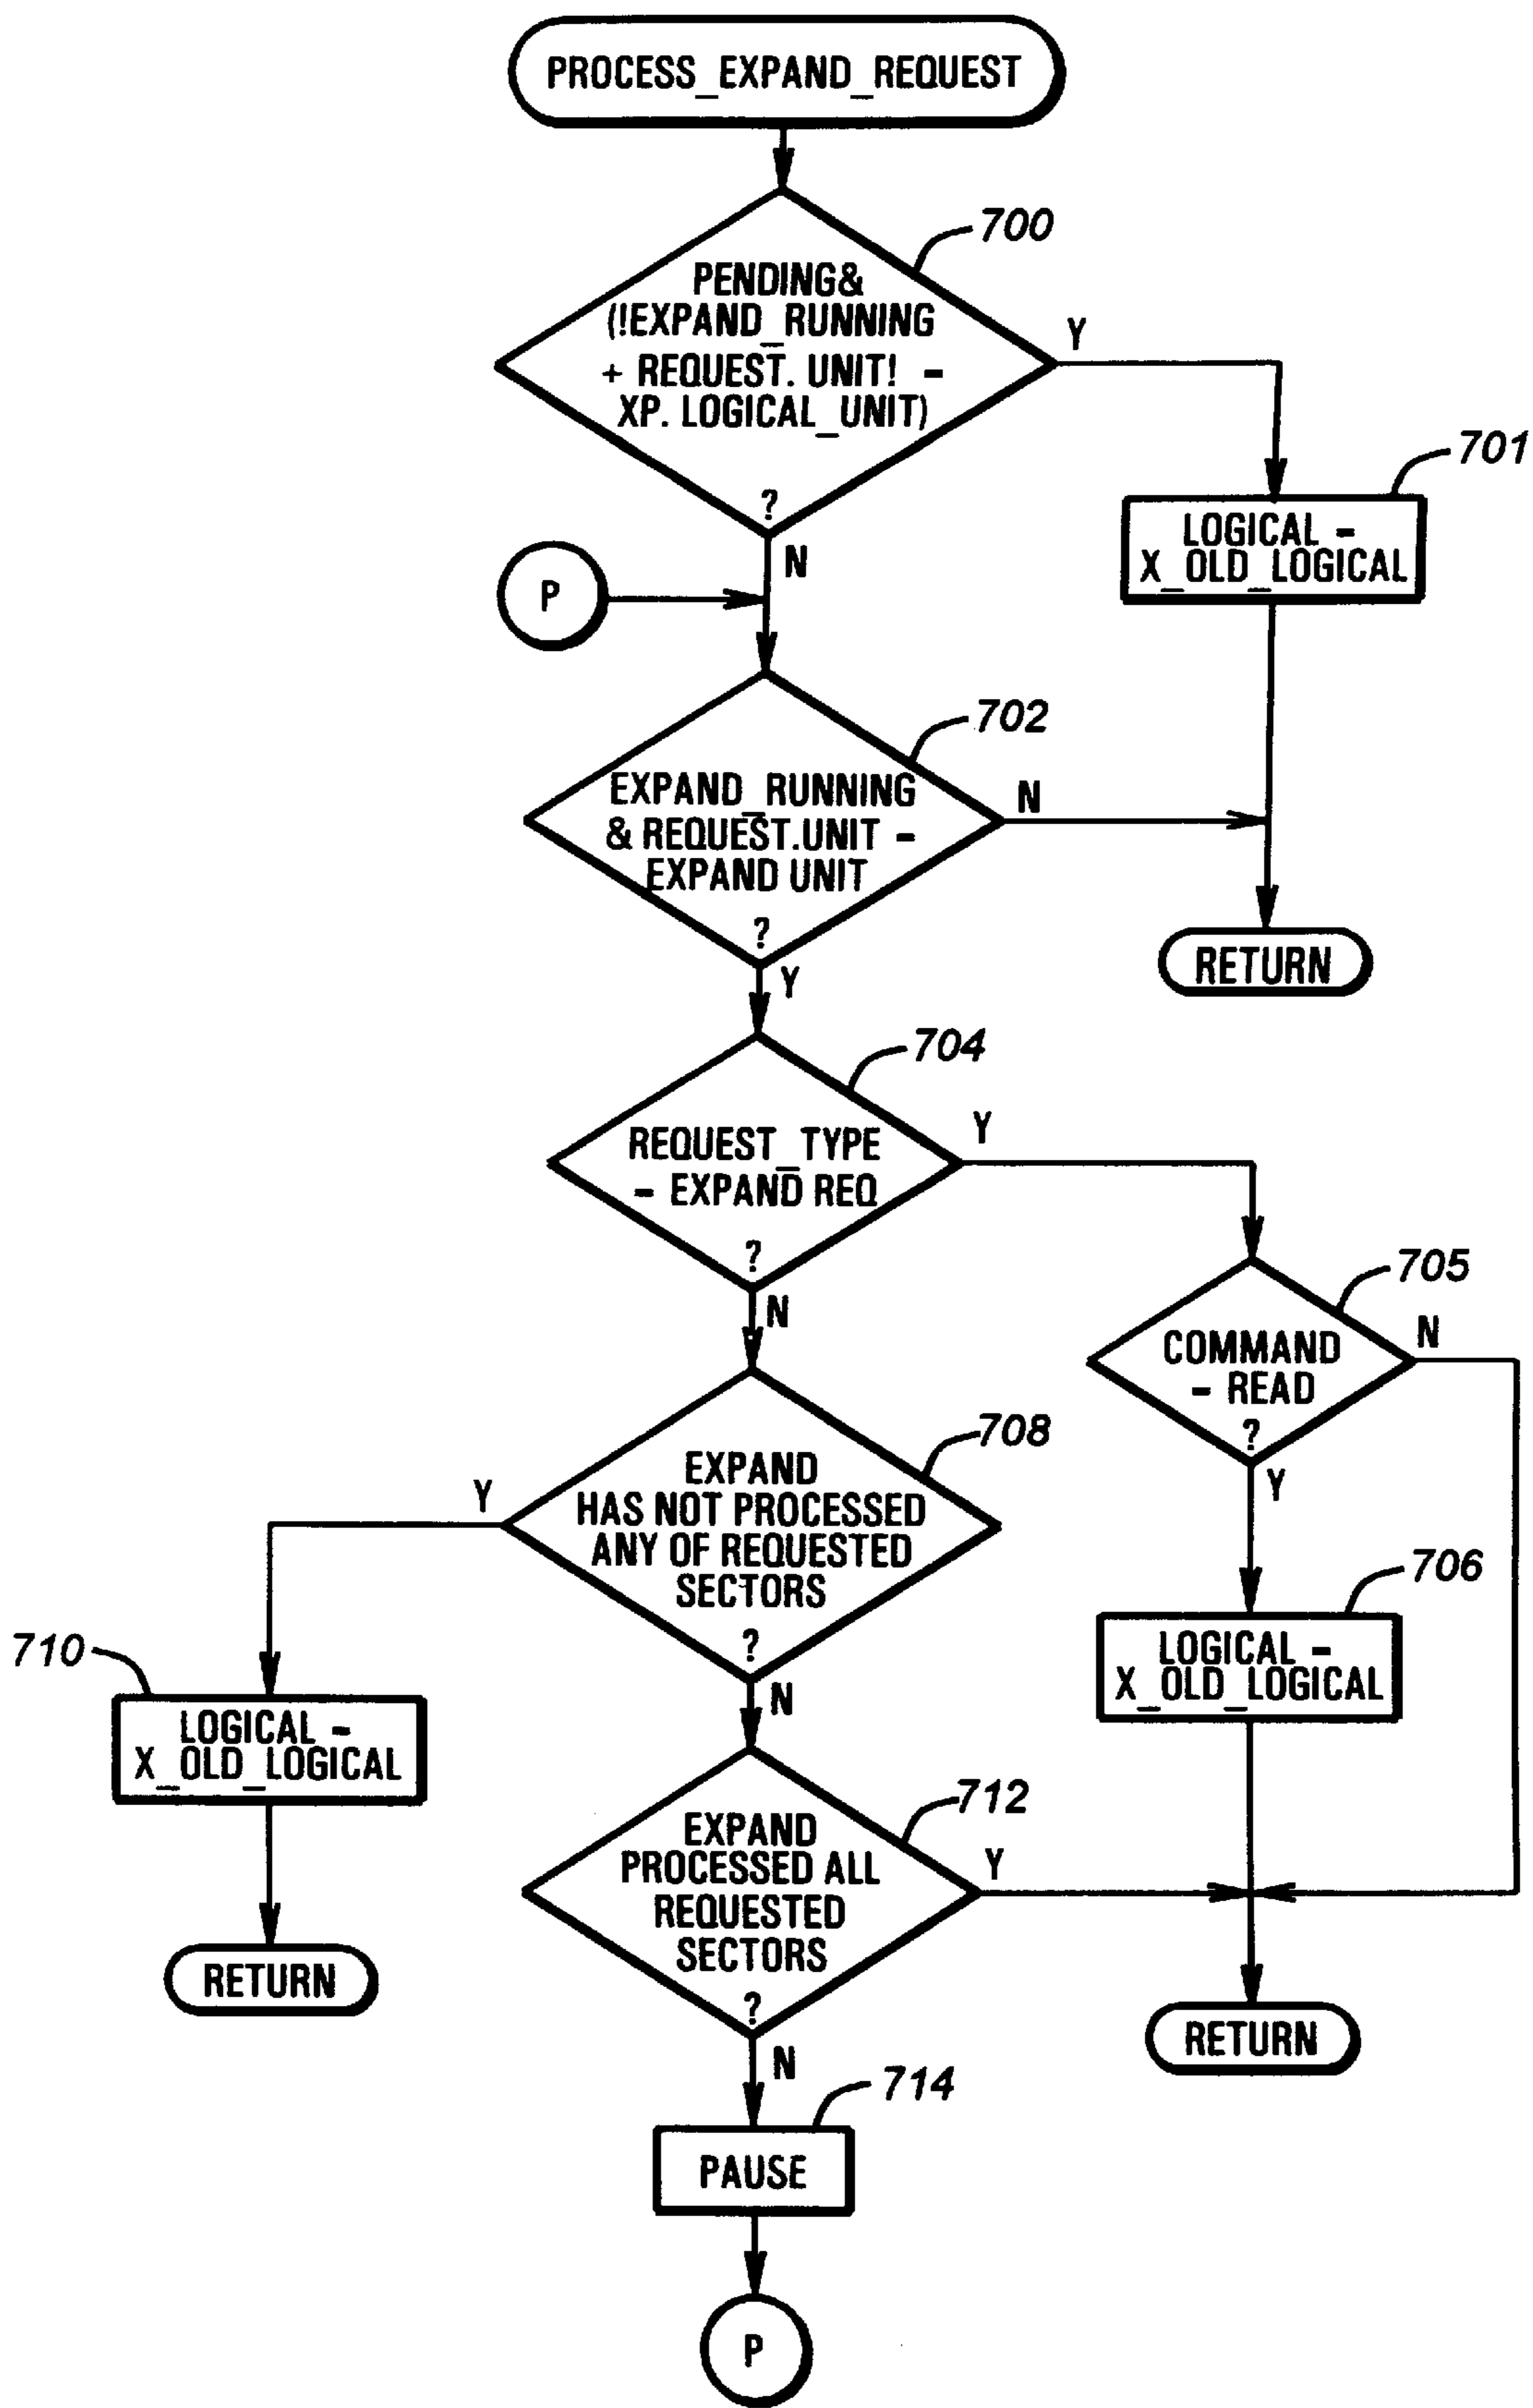 PROCESS_EXPAND_REQUEST
700
PENDING&
(!EXPAND_RUNNING
+ REQUEST. UNIT! =
XP. LOGICAL_UNIT)
?
Y
N
701
LOGICAL =
X_OLD_LOGICAL
P
702
EXPAND_RUNNING
& REQUEST.UNIT =
EXPAND UNIT
?
N
Y
RETURN
704
REQUEST_TYPE
= EXPAND REQ
?
Y
N
705
COMMAND
= READ
?
N
Y
708
EXPAND
HAS NOT PROCESSED
ANY OF REQUESTED
SECTORS
?
Y
N
706
LOGICAL =
X_OLD_LOGICAL
710
LOGICAL =
X_OLD_LOGICAL
712
EXPAND
PROCESSED ALL
REQUESTED
SECTORS
?
Y
N
RETURN
RETURN
714
PAUSE
P